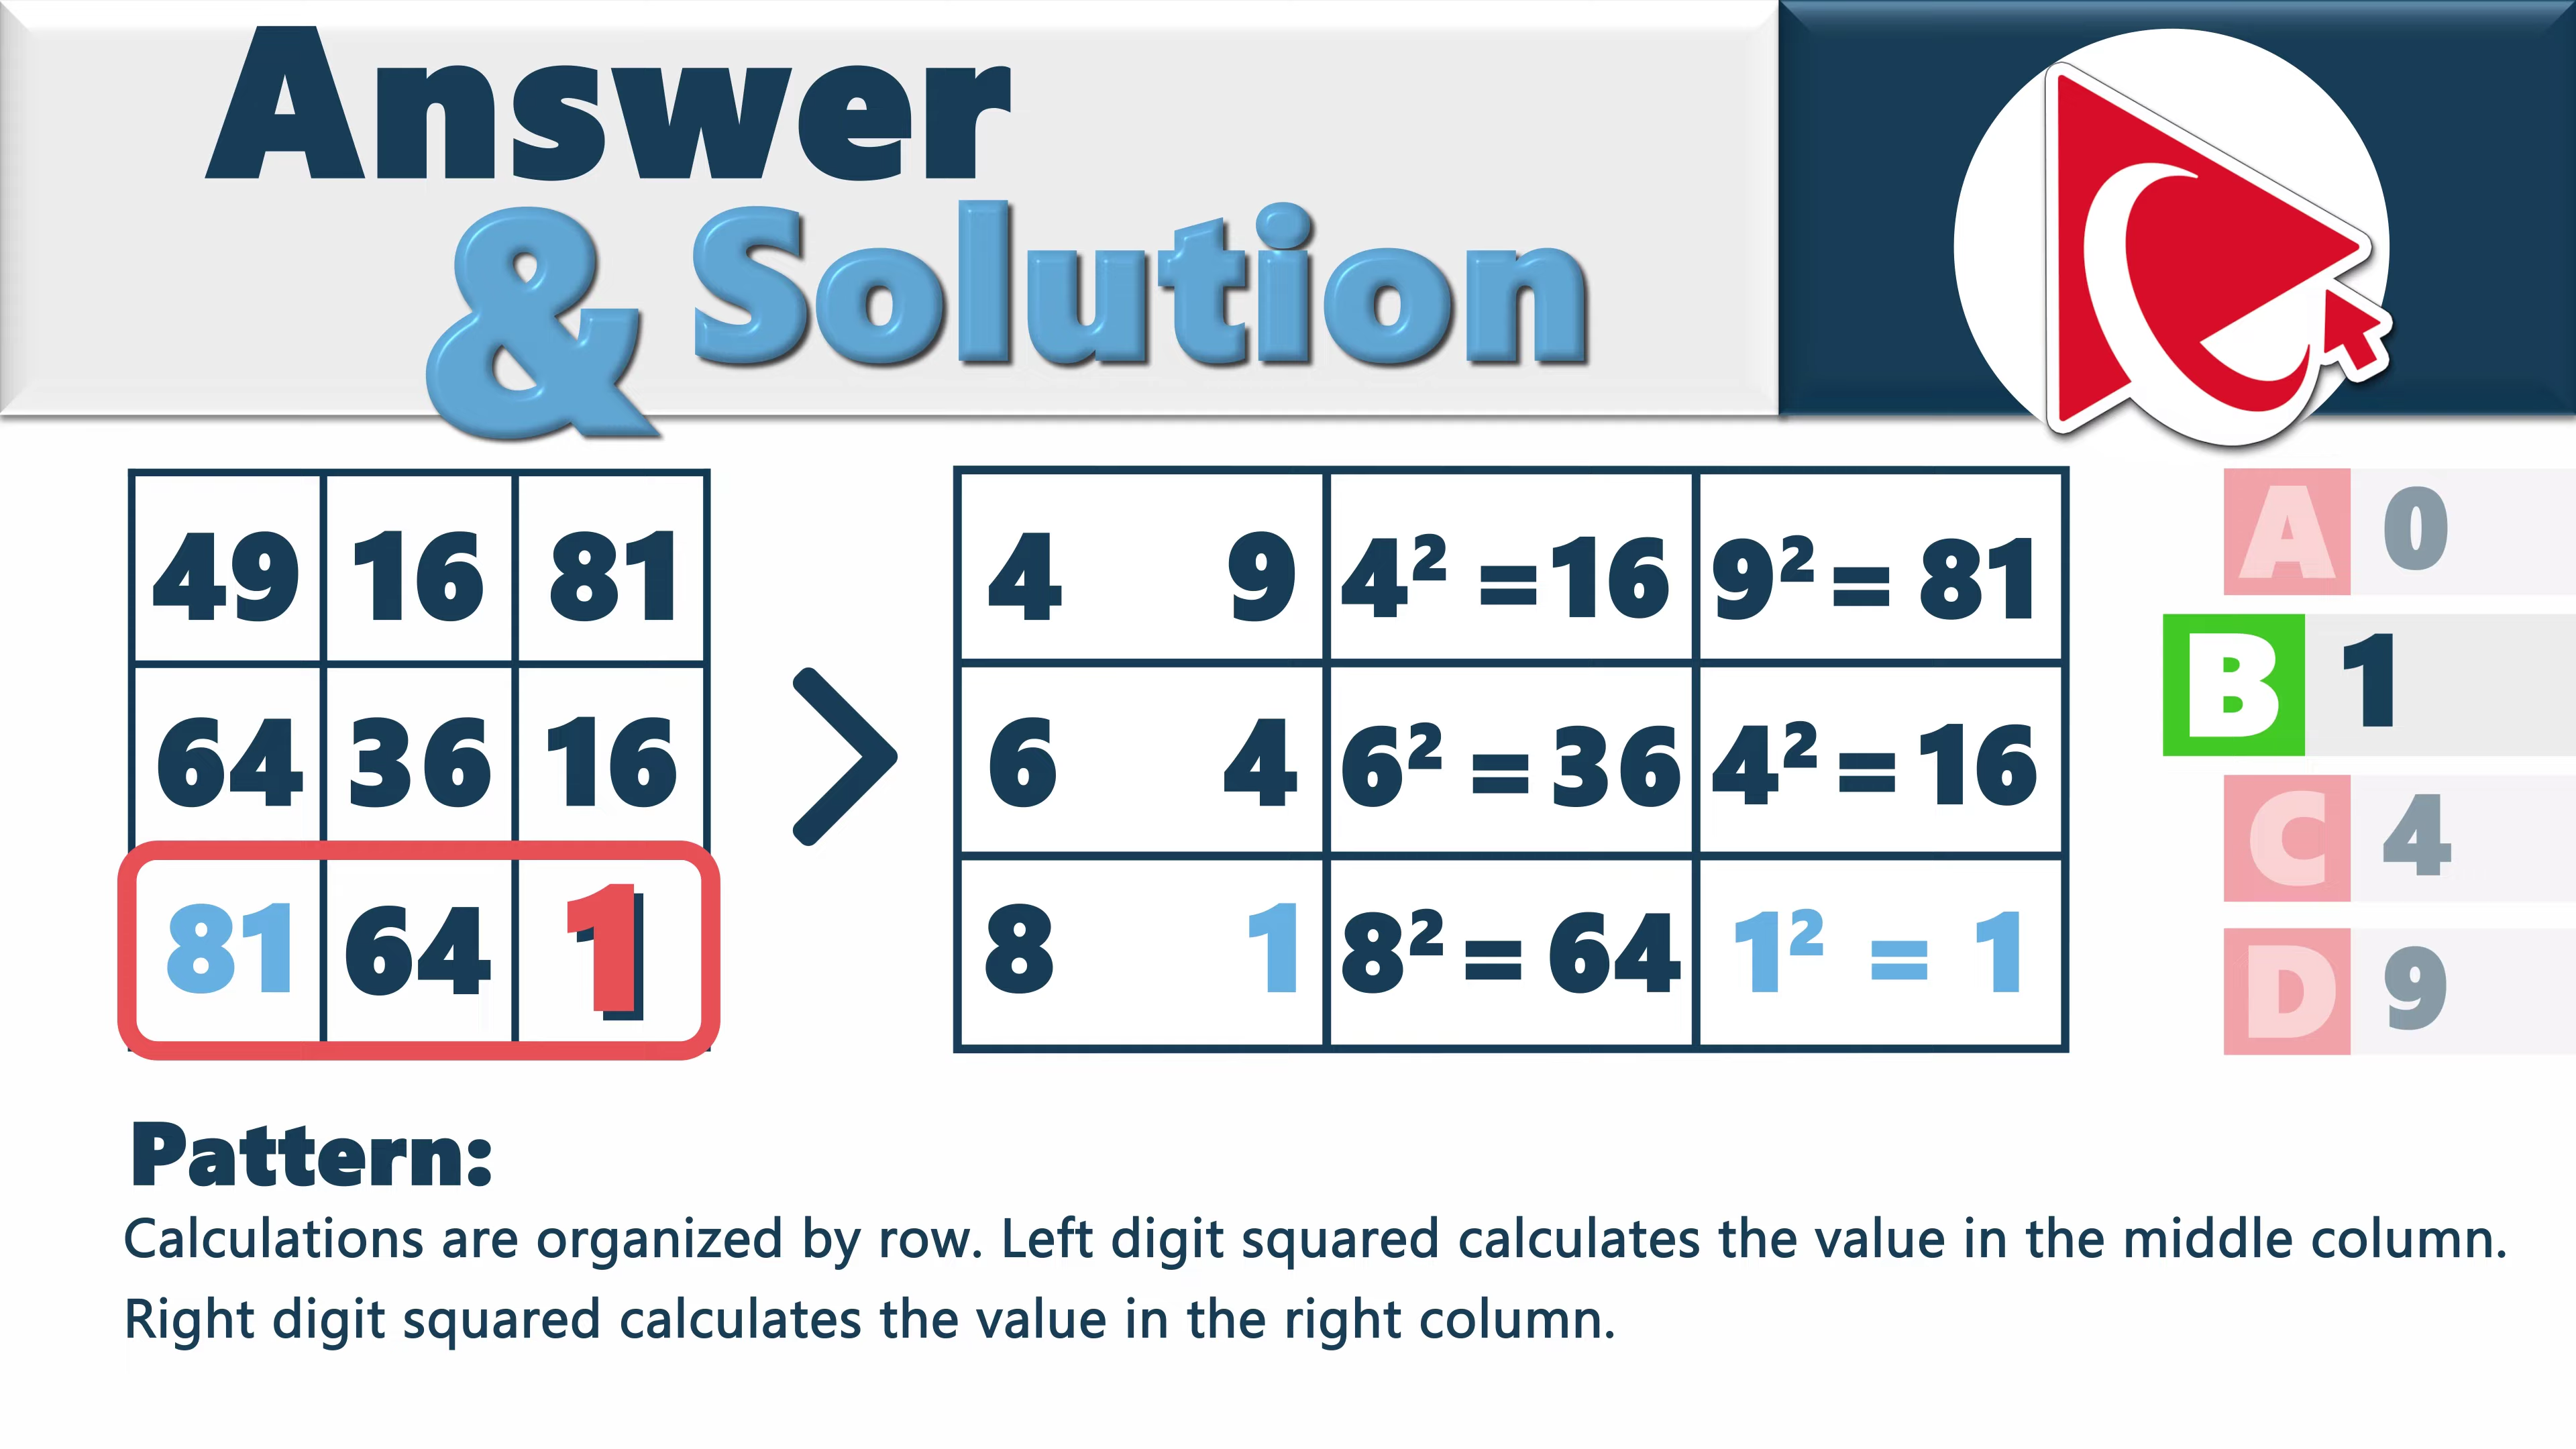 Answer
& Solution
49 16 81
64 36 16
81 64 1
>
4 9 4² =16 9² = 81
6 4 6² = 36 4² = 16
8 1 8² = 64 1² = 1
A 0
B 1
C 4
D 9
Pattern:
Calculations are organized by row. Left digit squared calculates the value in the middle column.
Right digit squared calculates the value in the right column.